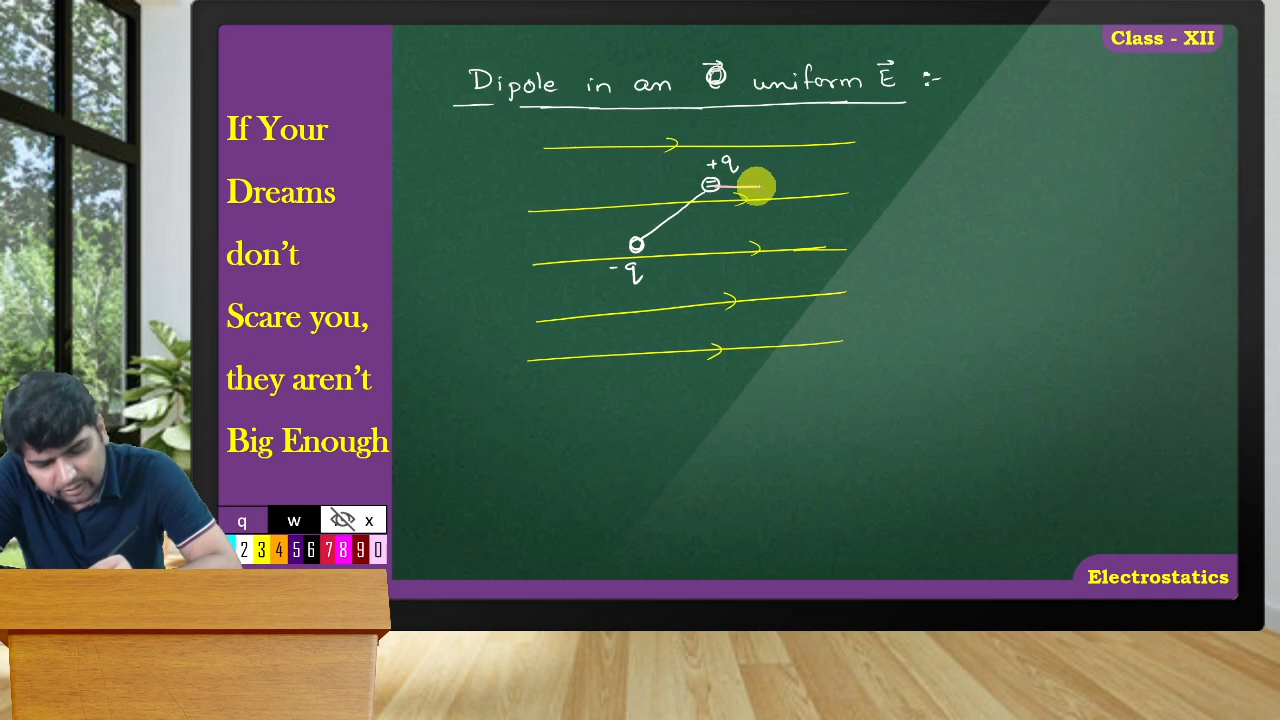 Class - XII
Dipole in an uniform E :-
If Your
Dreams
don't
Scare you,
they aren't
Big Enough
+q
-q
q w x
2 3 4 5 6 7 8 9 0
Electrostatics